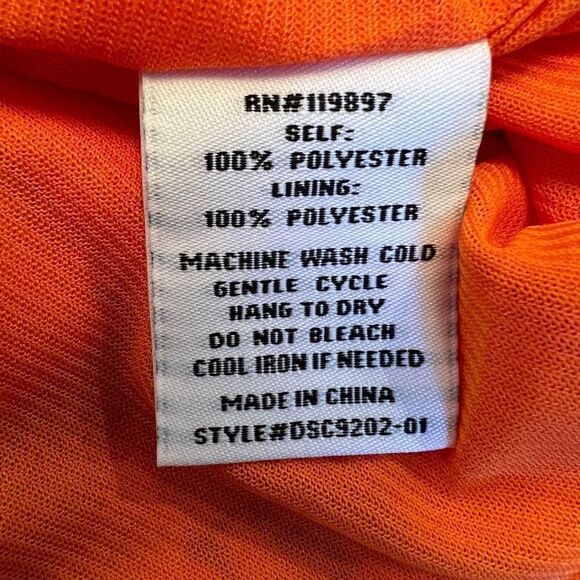 RN#119897
SELF:
100% POLYESTER
LINING:
100% POLYESTER
MACHINE WASH COLD
GENTLE CYCLE
HANG TO DRY
DO NOT BLEACH
COOL IRON IF NEEDED
MADE IN CHINA
STYLE#DSC9202-01